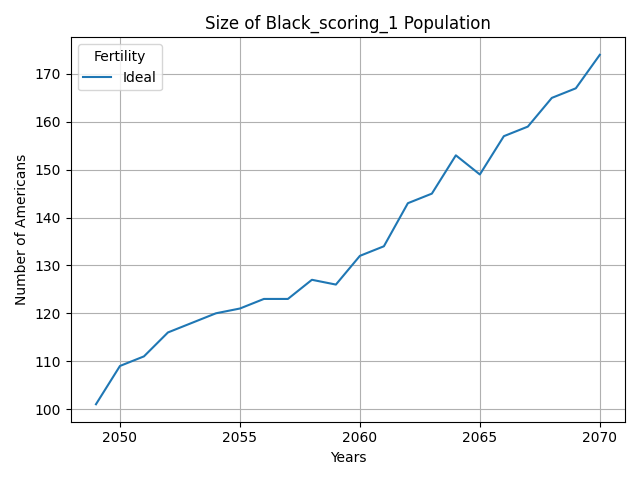 Size of Black_scoring_1 Population
Fertility
Ideal
Number of Americans
170
160
150
140
130
120
110
100
2050
2055
2060
2065
2070
Years